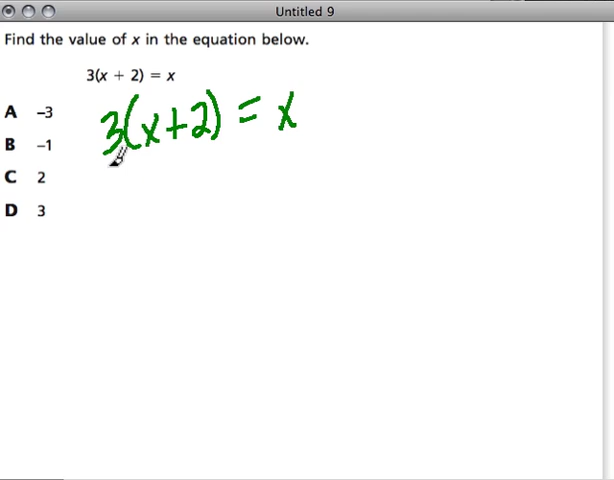 Untitled 9
Find the value of x in the equation below.
3(x + 2) = x
3(x+2) = x
A –3
B –1
C 2
D 3